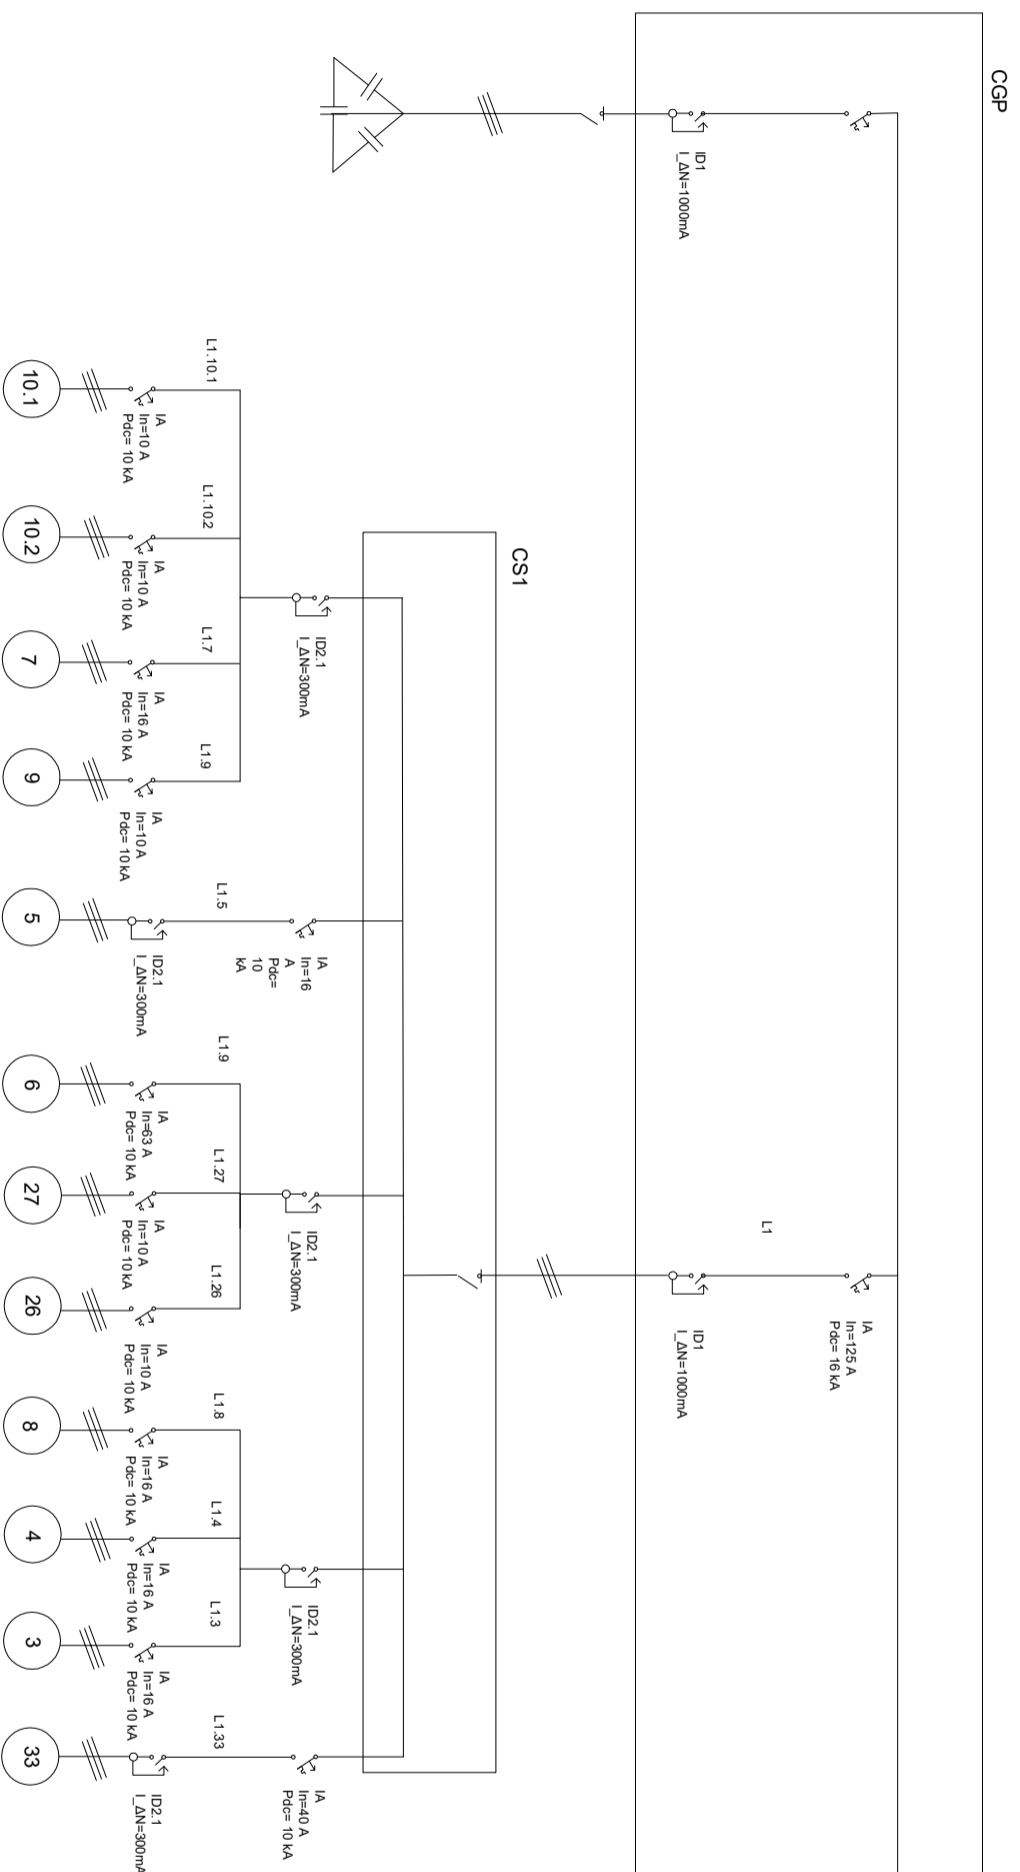 CGP
ID1
I_ΔN=1000mA
L1
IA
In=125 A
Pdc= 16 kA
ID1
I_ΔN=1000mA
CS1
ID2.1
I_ΔN=300mA
L1.10.1
IA
In=10 A
Pdc= 10 kA
10.1
L1.10.2
IA
In=10 A
Pdc= 10 kA
10.2
L1.7
IA
In=16 A
Pdc= 10 kA
7
L1.9
IA
In=10 A
Pdc= 10 kA
9
IA
In=16
A
Pdc=
10
kA
L1.5
ID2.1
I_ΔN=300mA
5
ID2.1
I_ΔN=300mA
L1.9
IA
In=63 A
Pdc= 10 kA
6
L1.27
IA
In=10 A
Pdc= 10 kA
27
L1.26
IA
In=10 A
Pdc= 10 kA
26
ID2.1
I_ΔN=300mA
L1.8
IA
In=16 A
Pdc= 10 kA
8
L1.4
IA
In=16 A
Pdc= 10 kA
4
L1.3
IA
In=16 A
Pdc= 10 kA
3
IA
In=40 A
Pdc= 10 kA
L1.33
ID2.1
I_ΔN=300mA
33